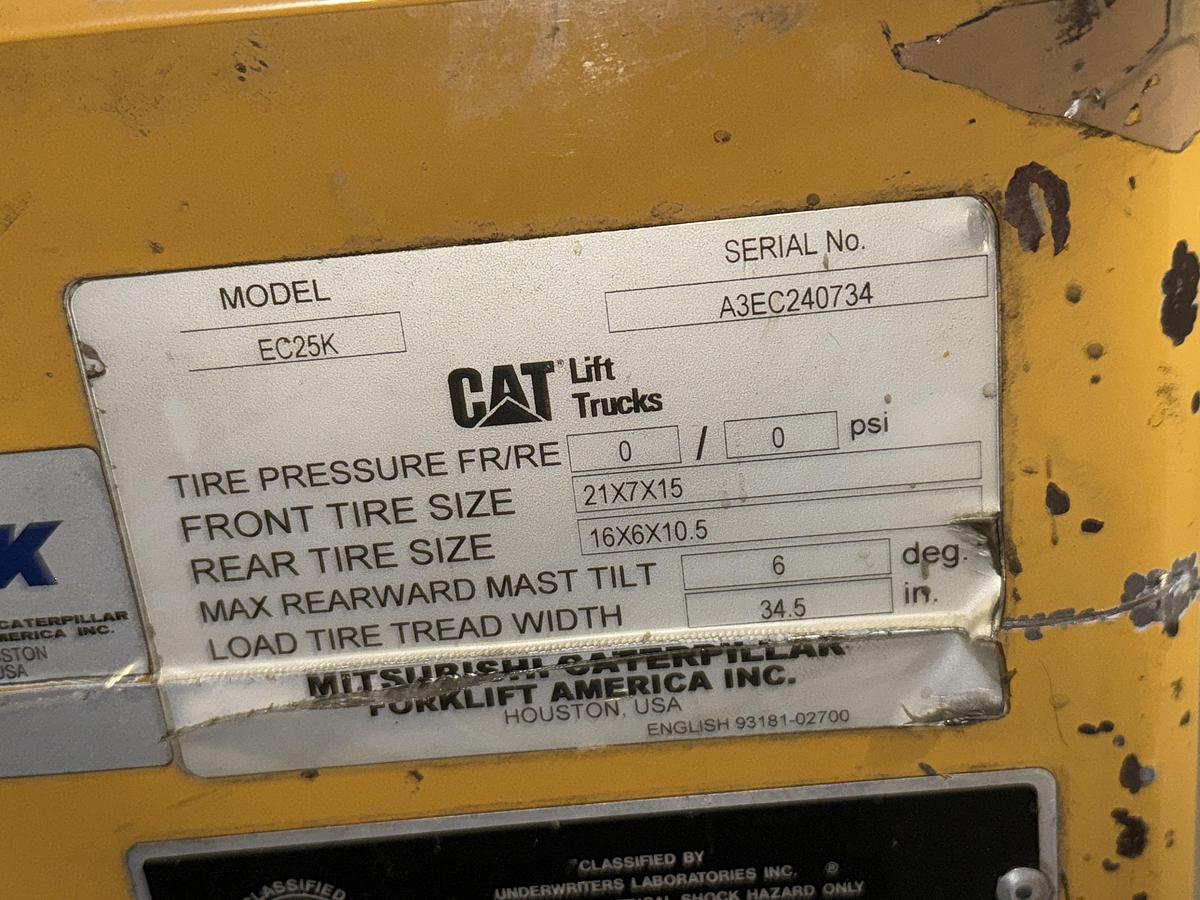 MODEL
EC25K
SERIAL No.
A3EC240734
CAT® Lift
Trucks
TIRE PRESSURE FR/RE 0 / 0 psi
FRONT TIRE SIZE 21X7X15
REAR TIRE SIZE 16X6X10.5
MAX REARWARD MAST TILT 6 deg.
LOAD TIRE TREAD WIDTH 34.5 in.
MITSUBISHI CATERPILLAR
FORKLIFT AMERICA INC.
HOUSTON, USA
ENGLISH 93181-02700
K
CATERPILLAR
MERICA INC.
STON
USA
CLASSIFIED BY
UNDERWRITERS LABORATORIES INC. ®
SHOCK HAZARD ONLY
CLASSIFIED